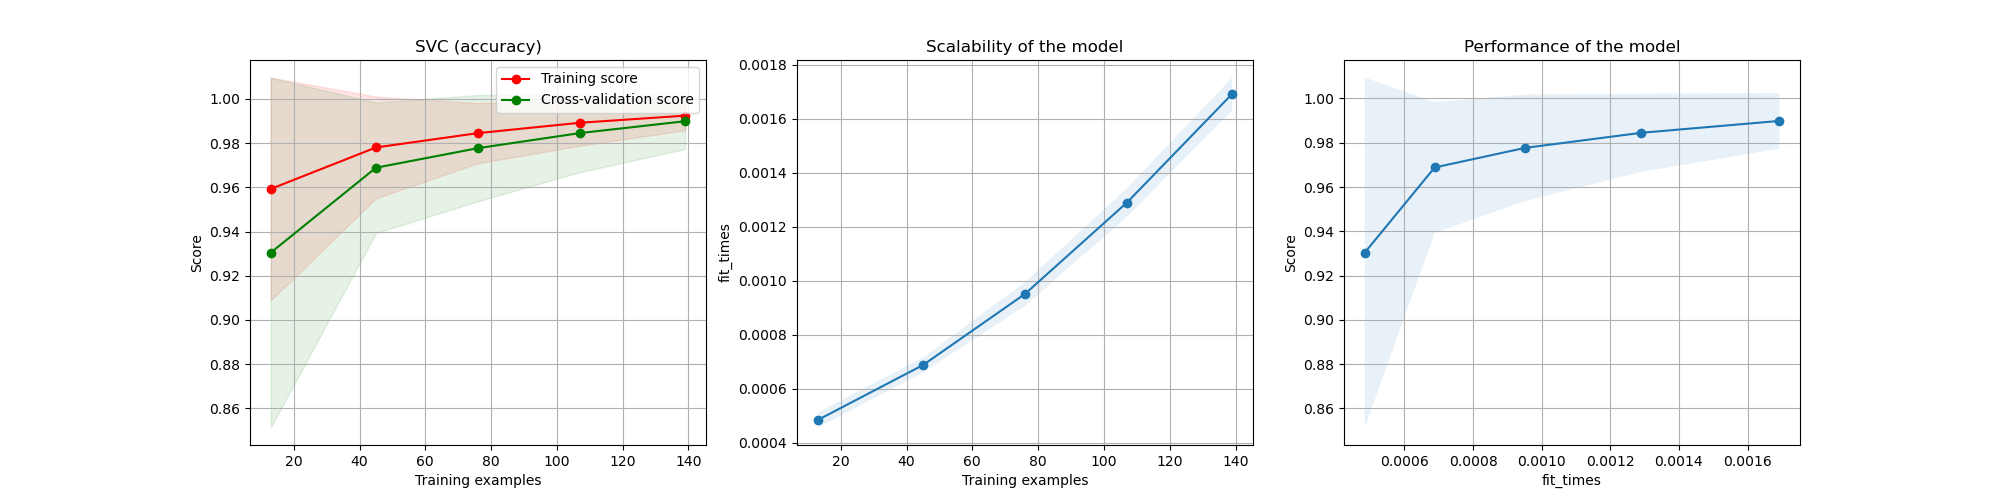 SVC (accuracy)
Training score
Cross-validation score
1.00
0.98
0.96
0.94
0.92
0.90
0.88
0.86
Score
20 40 60 80 100 120 140
Training examples
Scalability of the model
0.0018
0.0016
0.0014
0.0012
0.0010
0.0008
0.0006
0.0004
fit_times
20 40 60 80 100 120 140
Training examples
Performance of the model
1.00
0.98
0.96
0.94
0.92
0.90
0.88
0.86
Score
0.0006 0.0008 0.0010 0.0012 0.0014 0.0016
fit_times